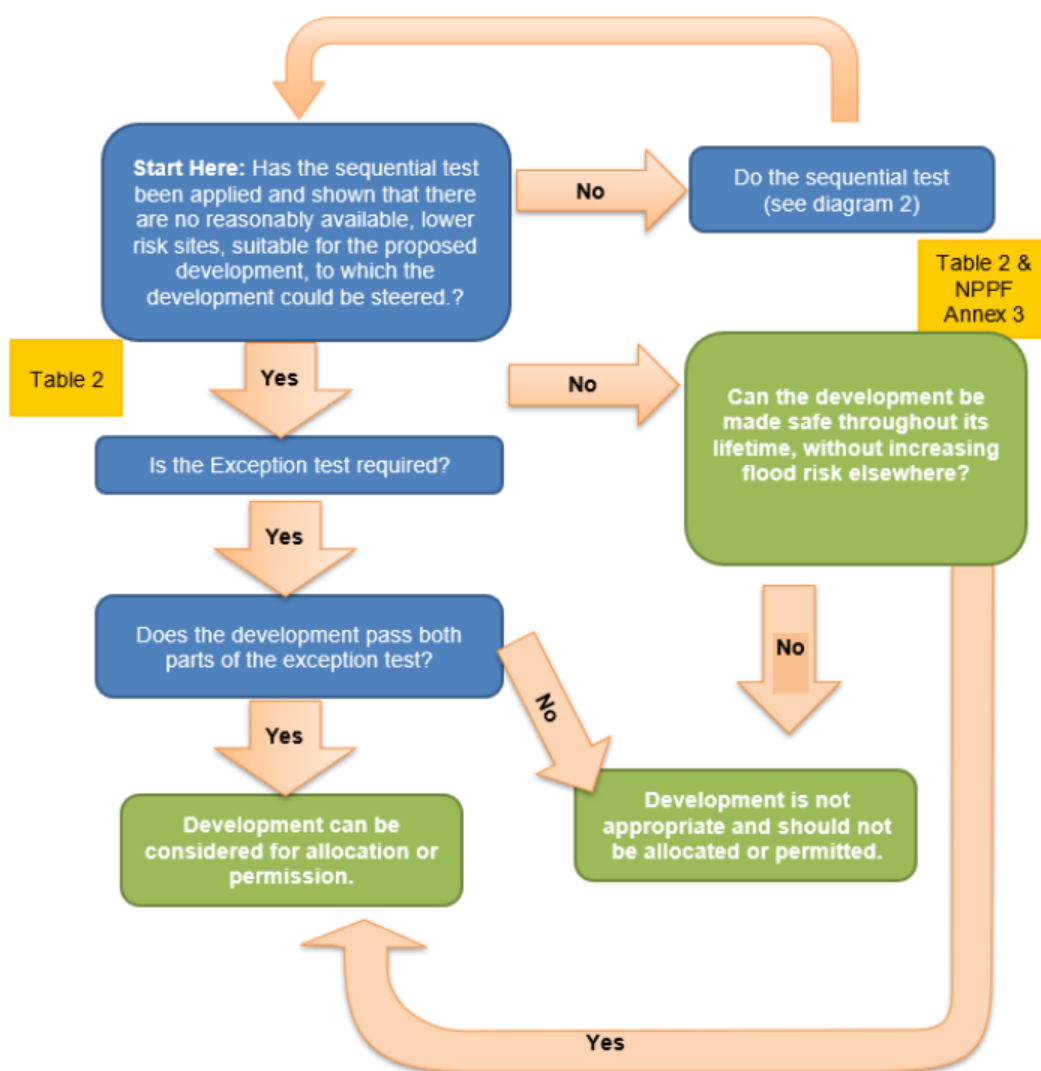 Start Here: Has the sequential test
been applied and shown that there
are no reasonably available, lower
risk sites, suitable for the proposed
development, to which the
development could be steered.?
No
Do the sequential test
(see diagram 2)
Table 2 &
NPPF
Annex 3
Table 2
Yes
No
Can the development be
made safe throughout its
lifetime, without increasing
flood risk elsewhere?
Is the Exception test required?
Yes
Does the development pass both
parts of the exception test?
No
No
Yes
Development can be
considered for allocation or
permission.
Development is not
appropriate and should not
be allocated or permitted.
Yes